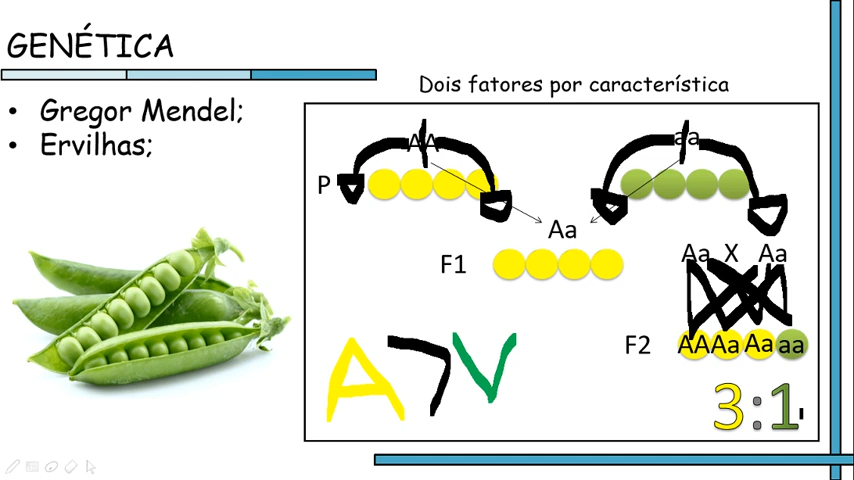 GENÉTICA
Dois fatores por característica
• Gregor Mendel;
• Ervilhas;
AA aa
P
Aa
F1
Aa X Aa
F2 AA Aa Aa aa
A 7 V
3:1